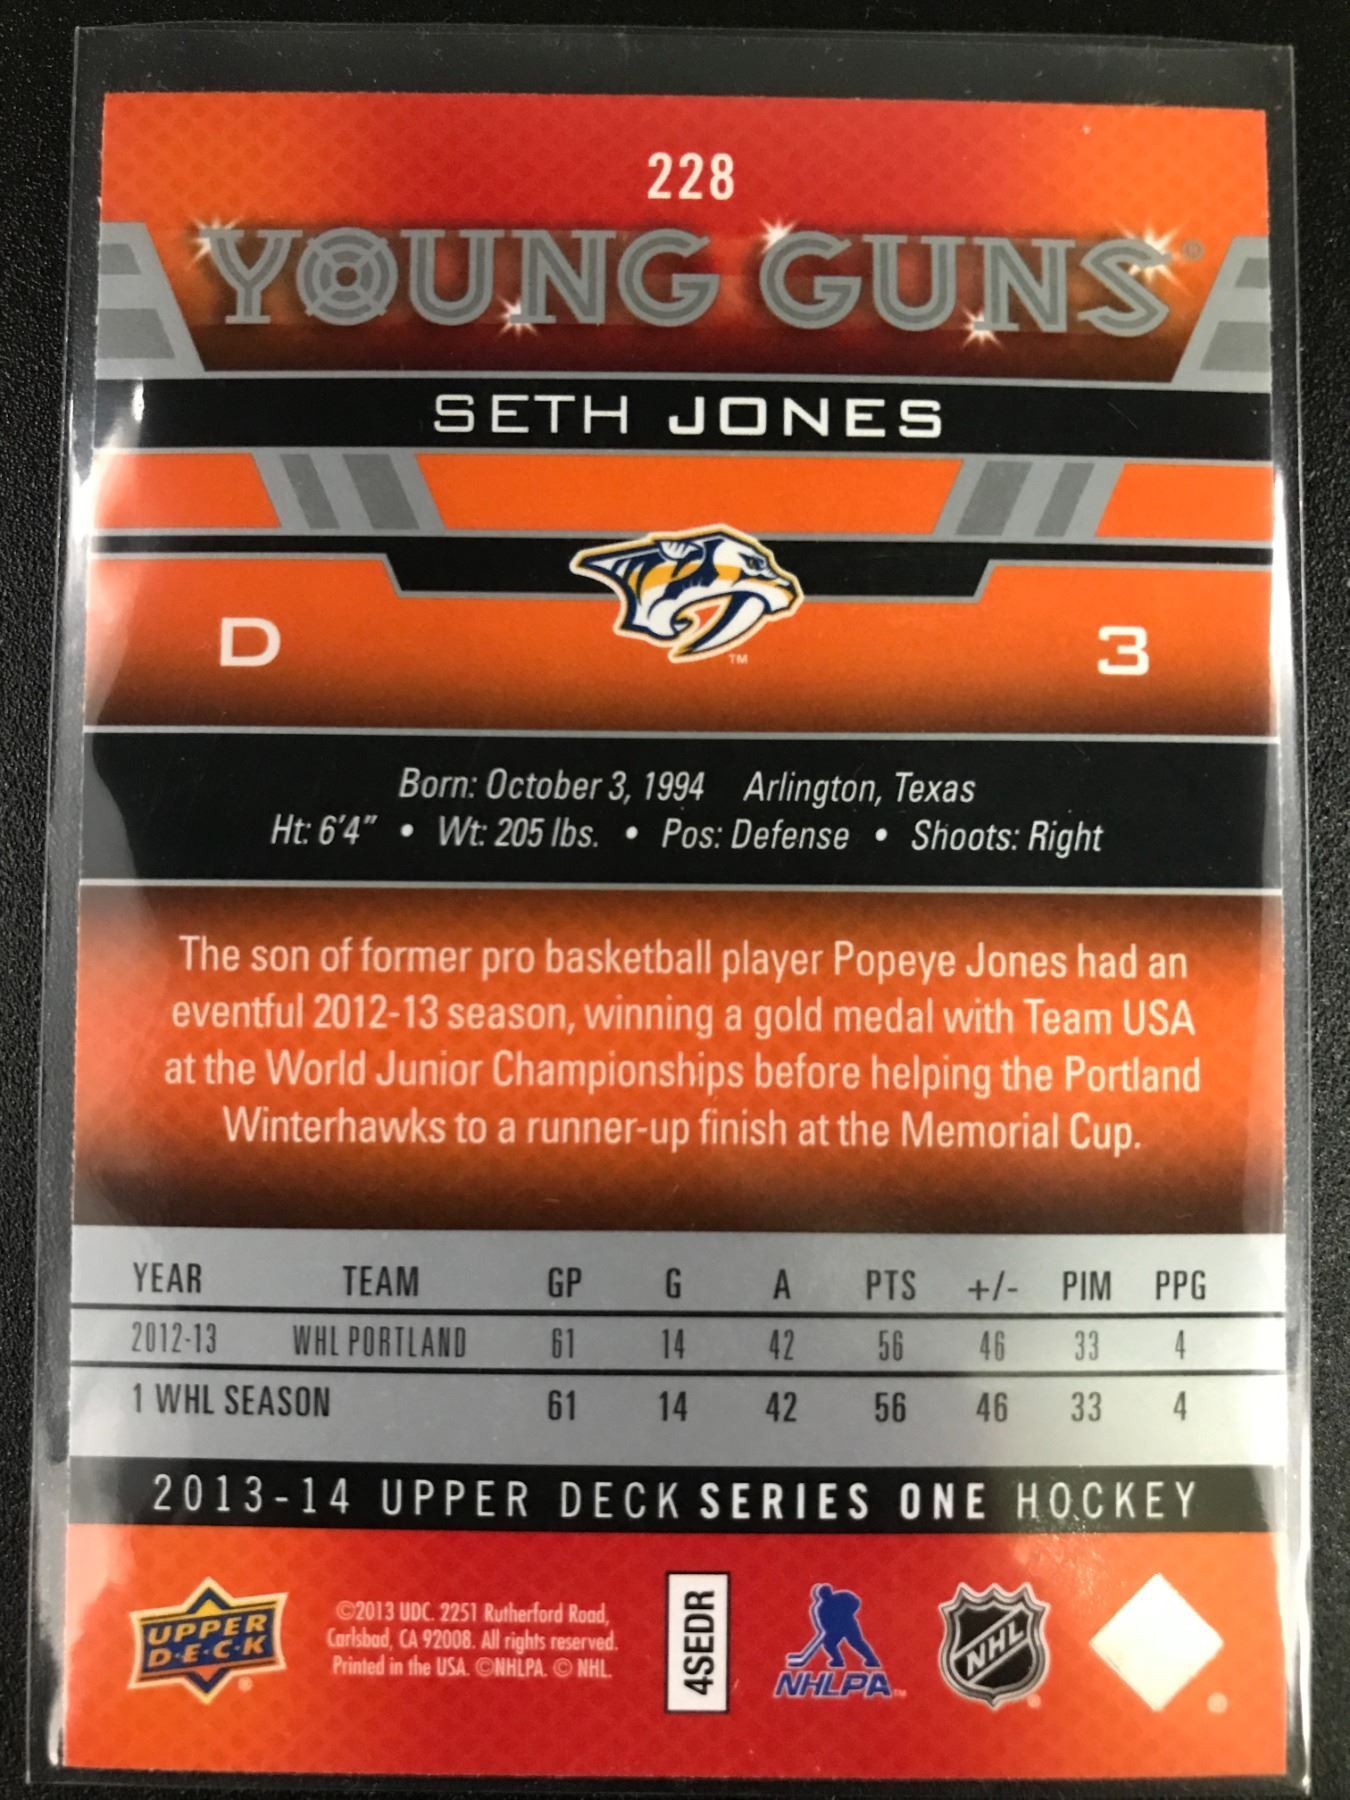 228
YOUNG GUNS®
SETH JONES
D
TM
3
Born: October 3, 1994 Arlington, Texas
Ht: 6'4" • Wt: 205 lbs. • Pos: Defense • Shoots: Right
The son of former pro basketball player Popeye Jones had an
eventful 2012-13 season, winning a gold medal with Team USA
at the World Junior Championships before helping the Portland
Winterhawks to a runner-up finish at the Memorial Cup.
YEAR TEAM GP G A PTS +/- PIM PPG
2012-13 WHL PORTLAND 61 14 42 56 46 33 4
1 WHL SEASON 61 14 42 56 46 33 4
2013-14 UPPER DECK SERIES ONE HOCKEY
UPPER
D·E·C·K
®
©2013 UDC. 2251 Rutherford Road,
Carlsbad, CA 92008. All rights reserved.
Printed in the USA. ©NHLPA. © NHL.
4SEDR
NHLPA™
NHL
®
®